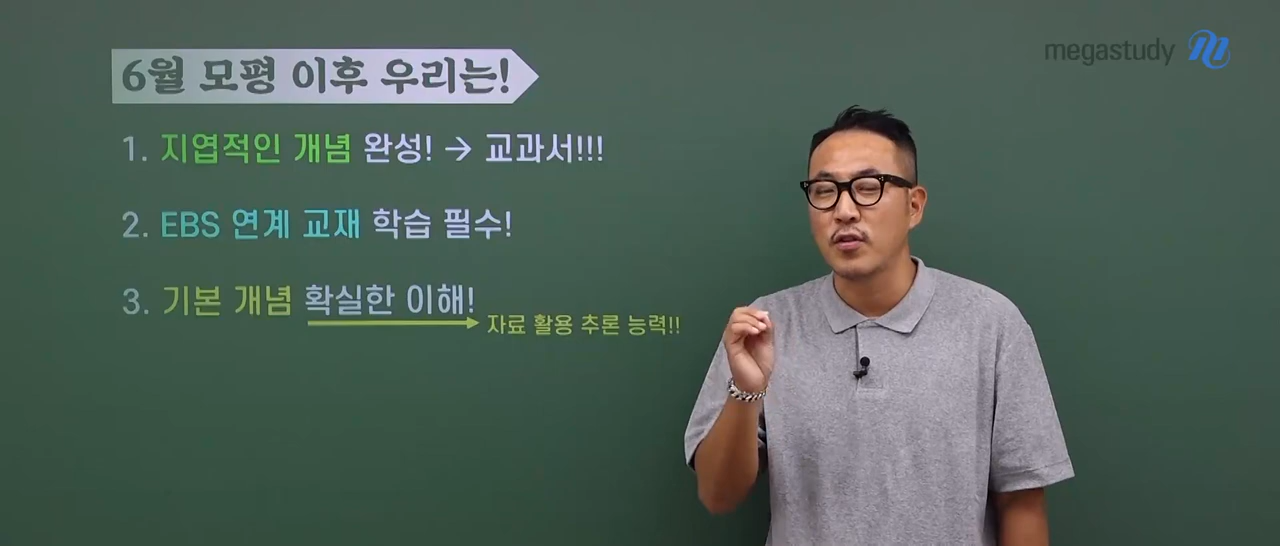 megastudy
6월 모평 이후 우리는!
1. 지엽적인 개념 완성! → 교과서!!!
2. EBS 연계 교재 학습 필수!
3. 기본 개념 확실한 이해!
자료 활용 추론 능력!!